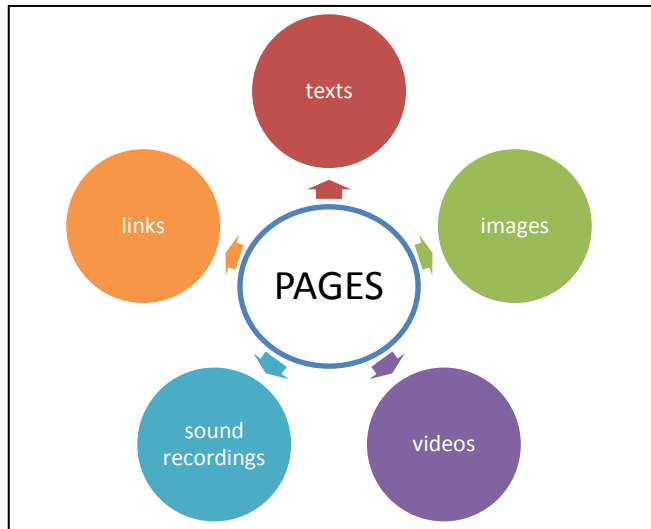 texts
links
images
PAGES
sound
recordings
videos